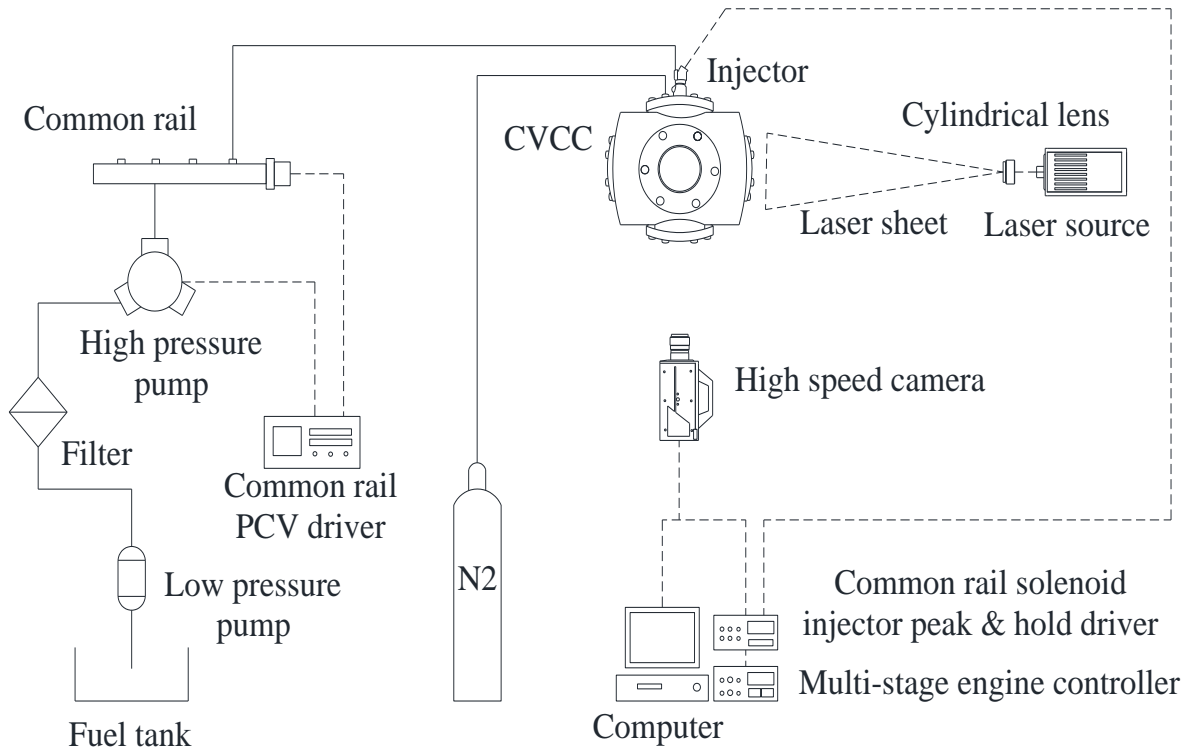 Injector
Common rail
CVCC
Cylindrical lens
Laser sheet
Laser source
High pressure
pump
High speed camera
Filter
Common rail
PCV driver
N2
Low pressure
pump
Common rail solenoid
injector peak & hold driver
Multi-stage engine controller
Computer
Fuel tank